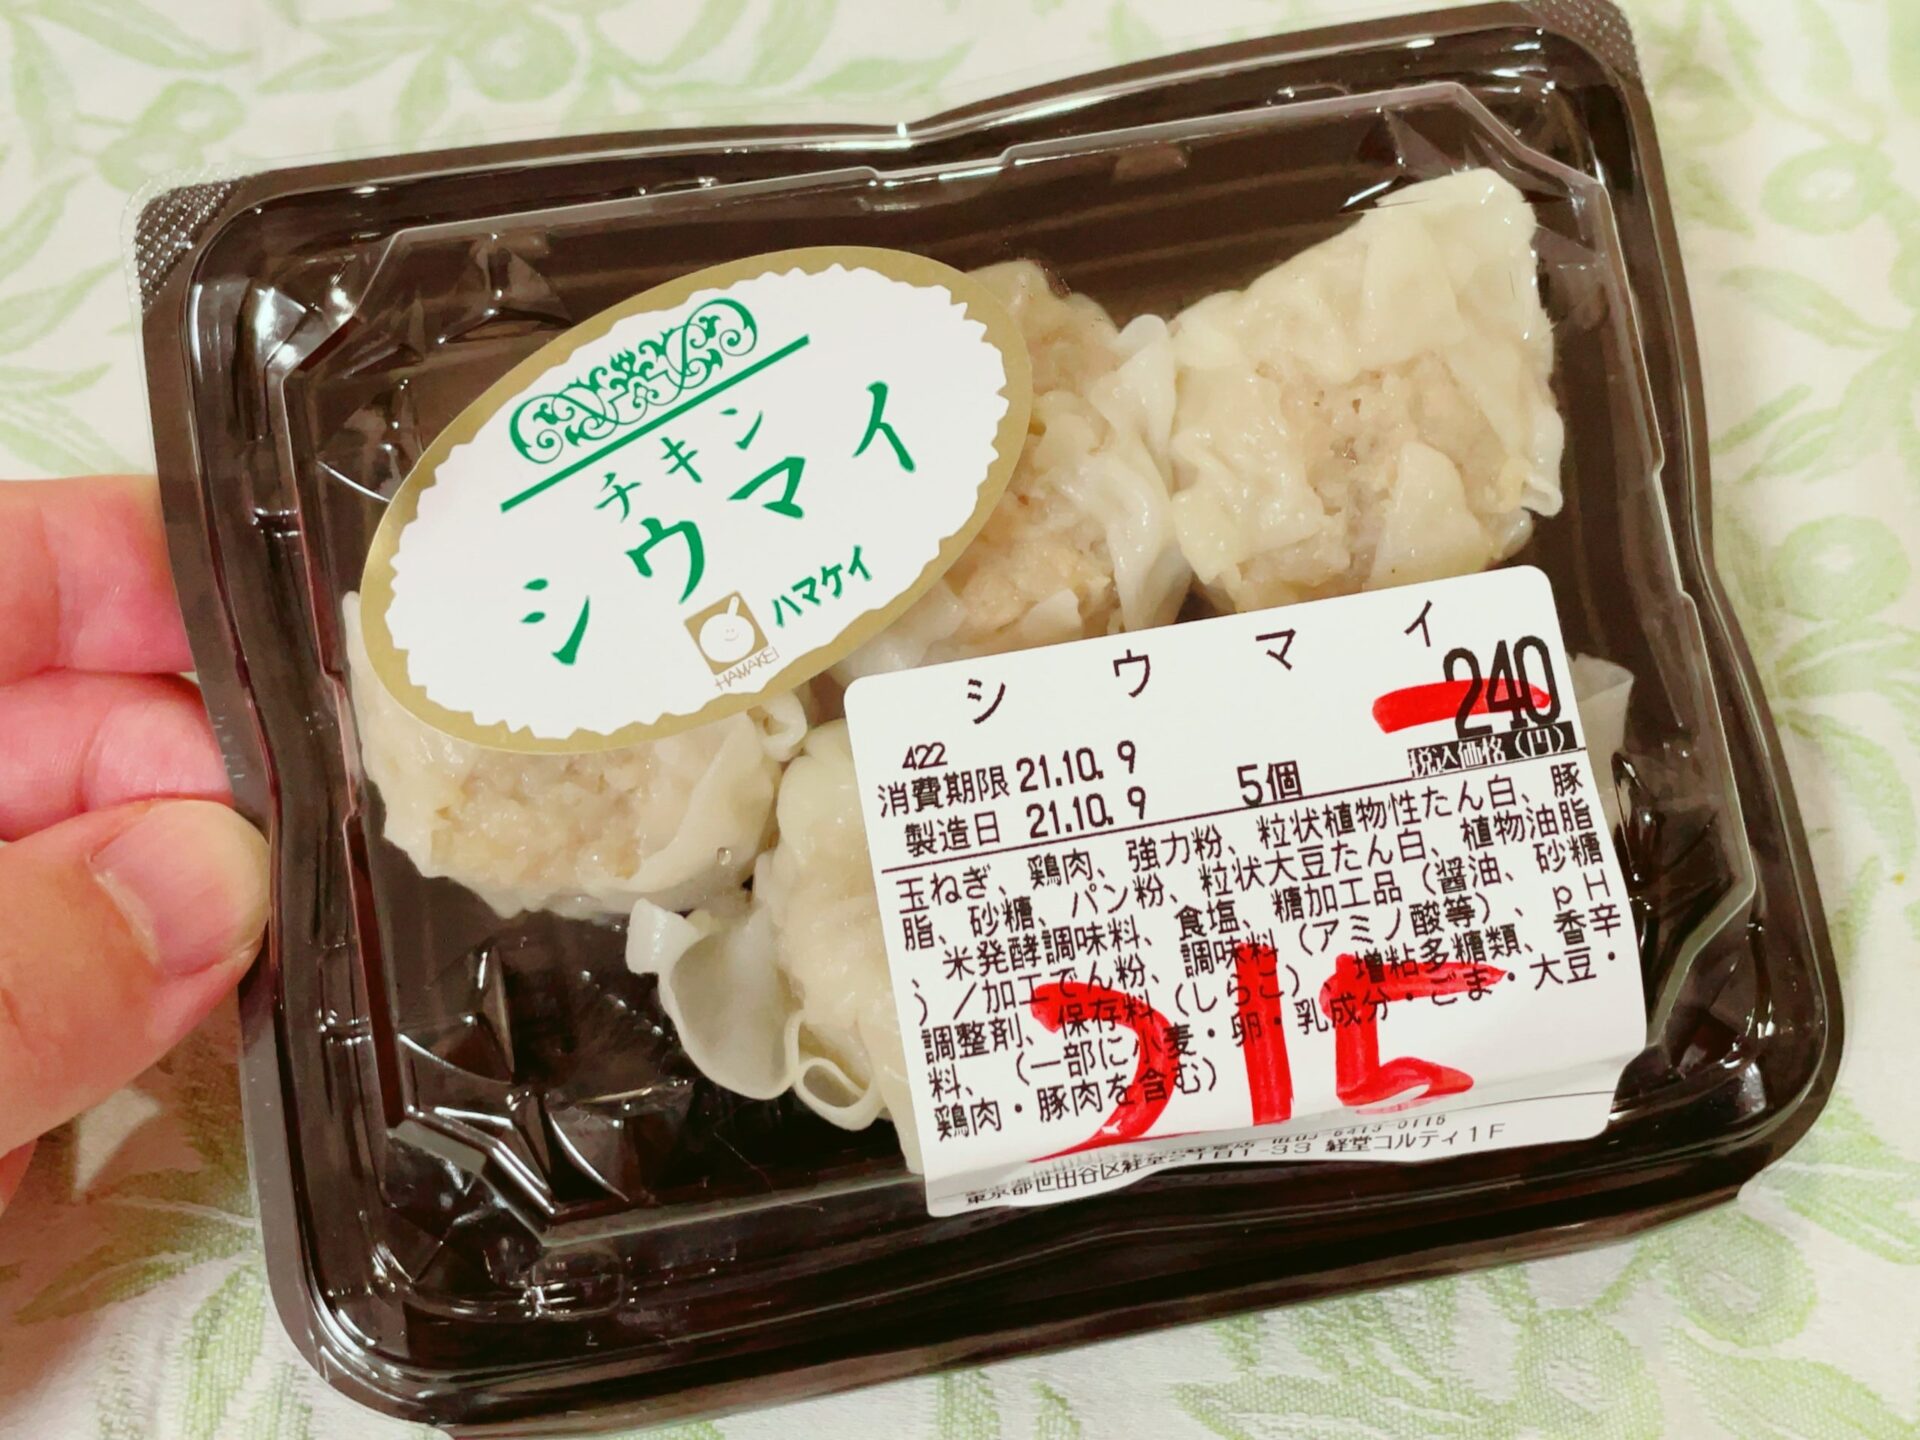 チキン
シウマイ
ハマケイ
HAMAKEI
シウマイ
240
422
税込価格(円)
消費期限 21.10.9
5個
製造日 21.10.9
玉ねぎ、鶏肉、強力粉、粒状植物性たん白、豚
脂、砂糖、パン粉、粒状大豆たん白、植物油脂
、米発酵調味料、食塩、糖加工品(醤油、砂糖
)/加工でん粉、調味料(アミノ酸等)、pH
調整剤、保存料(しらこ)、増粘多糖類、香辛
料、(一部に小麦・卵・乳成分・ごま・大豆・
鶏肉・豚肉を含む)
東京都世田谷区経堂2丁目1-33 経堂コルティ1F